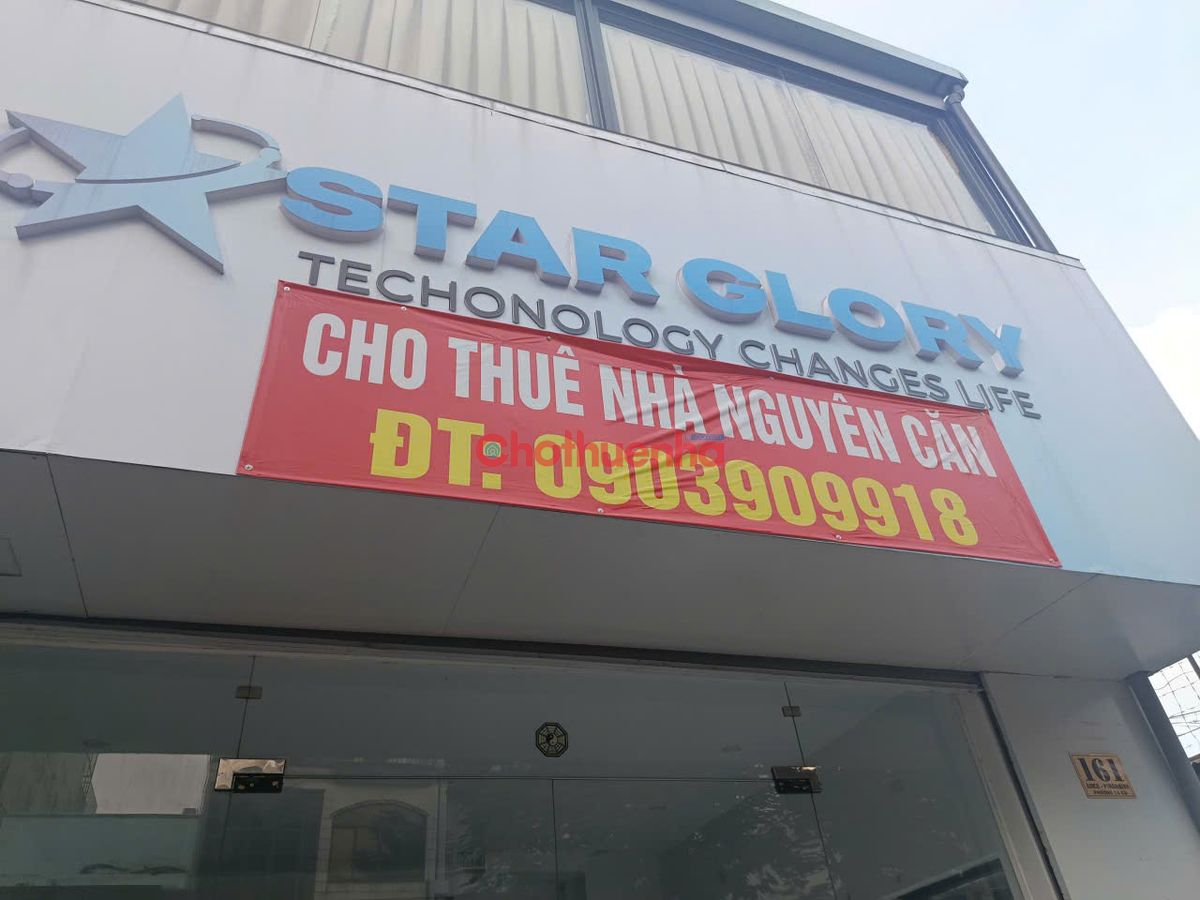 STAR GLORY
TECHONOLOGY CHANGES LIFE
CHO THUÊ NHÀ NGUYÊN CĂN
ĐT: 0903909918
Chothuenha
161